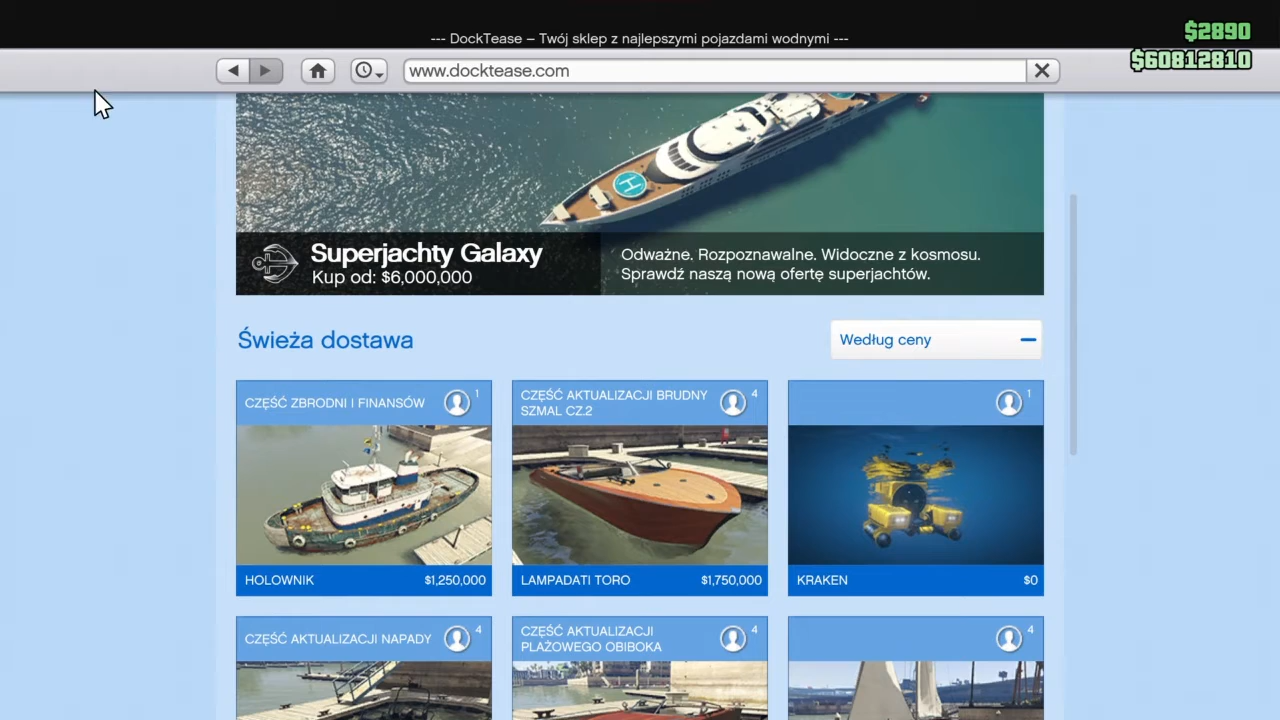 --- DockTease – Twój sklep z najlepszymi pojazdami wodnymi ---
$2890
$60812810
www.docktease.com
Superjachty Galaxy
Kup od: $6,000,000
Odważne. Rozpoznawalne. Widoczne z kosmosu.
Sprawdź naszą nową ofertę superjachtów.
H
Świeża dostawa
Według ceny
CZĘŚĆ ZBRODNI I FINANSÓW
1
CZĘŚĆ AKTUALIZACJI BRUDNY
SZMAL CZ.2
4
1
HOLOWNIK
$1,250,000
LAMPADATI TORO
$1,750,000
KRAKEN
$0
CZĘŚĆ AKTUALIZACJI NAPADY
4
CZĘŚĆ AKTUALIZACJI
PLAŻOWEGO OBIBOKA
4
4